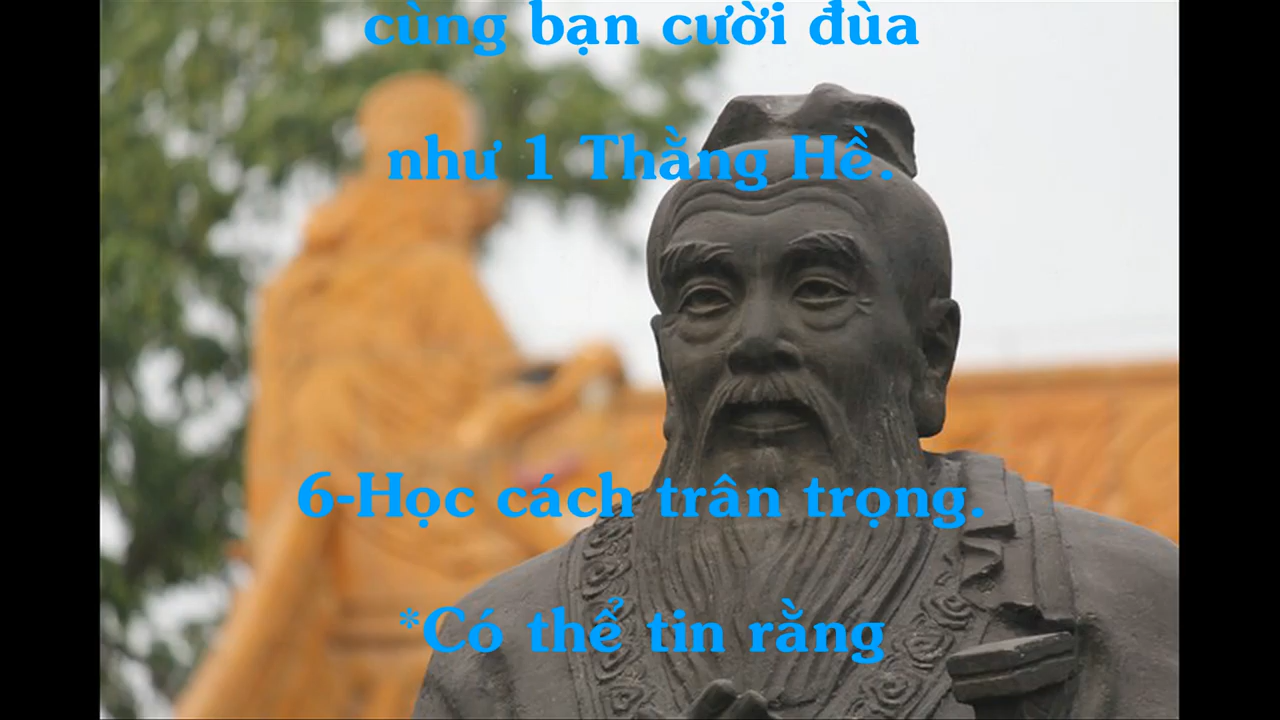 cùng bạn cười đùa
như 1 Thằng Hề.
6-Học cách trân trọng.
*Có thể tin rằng